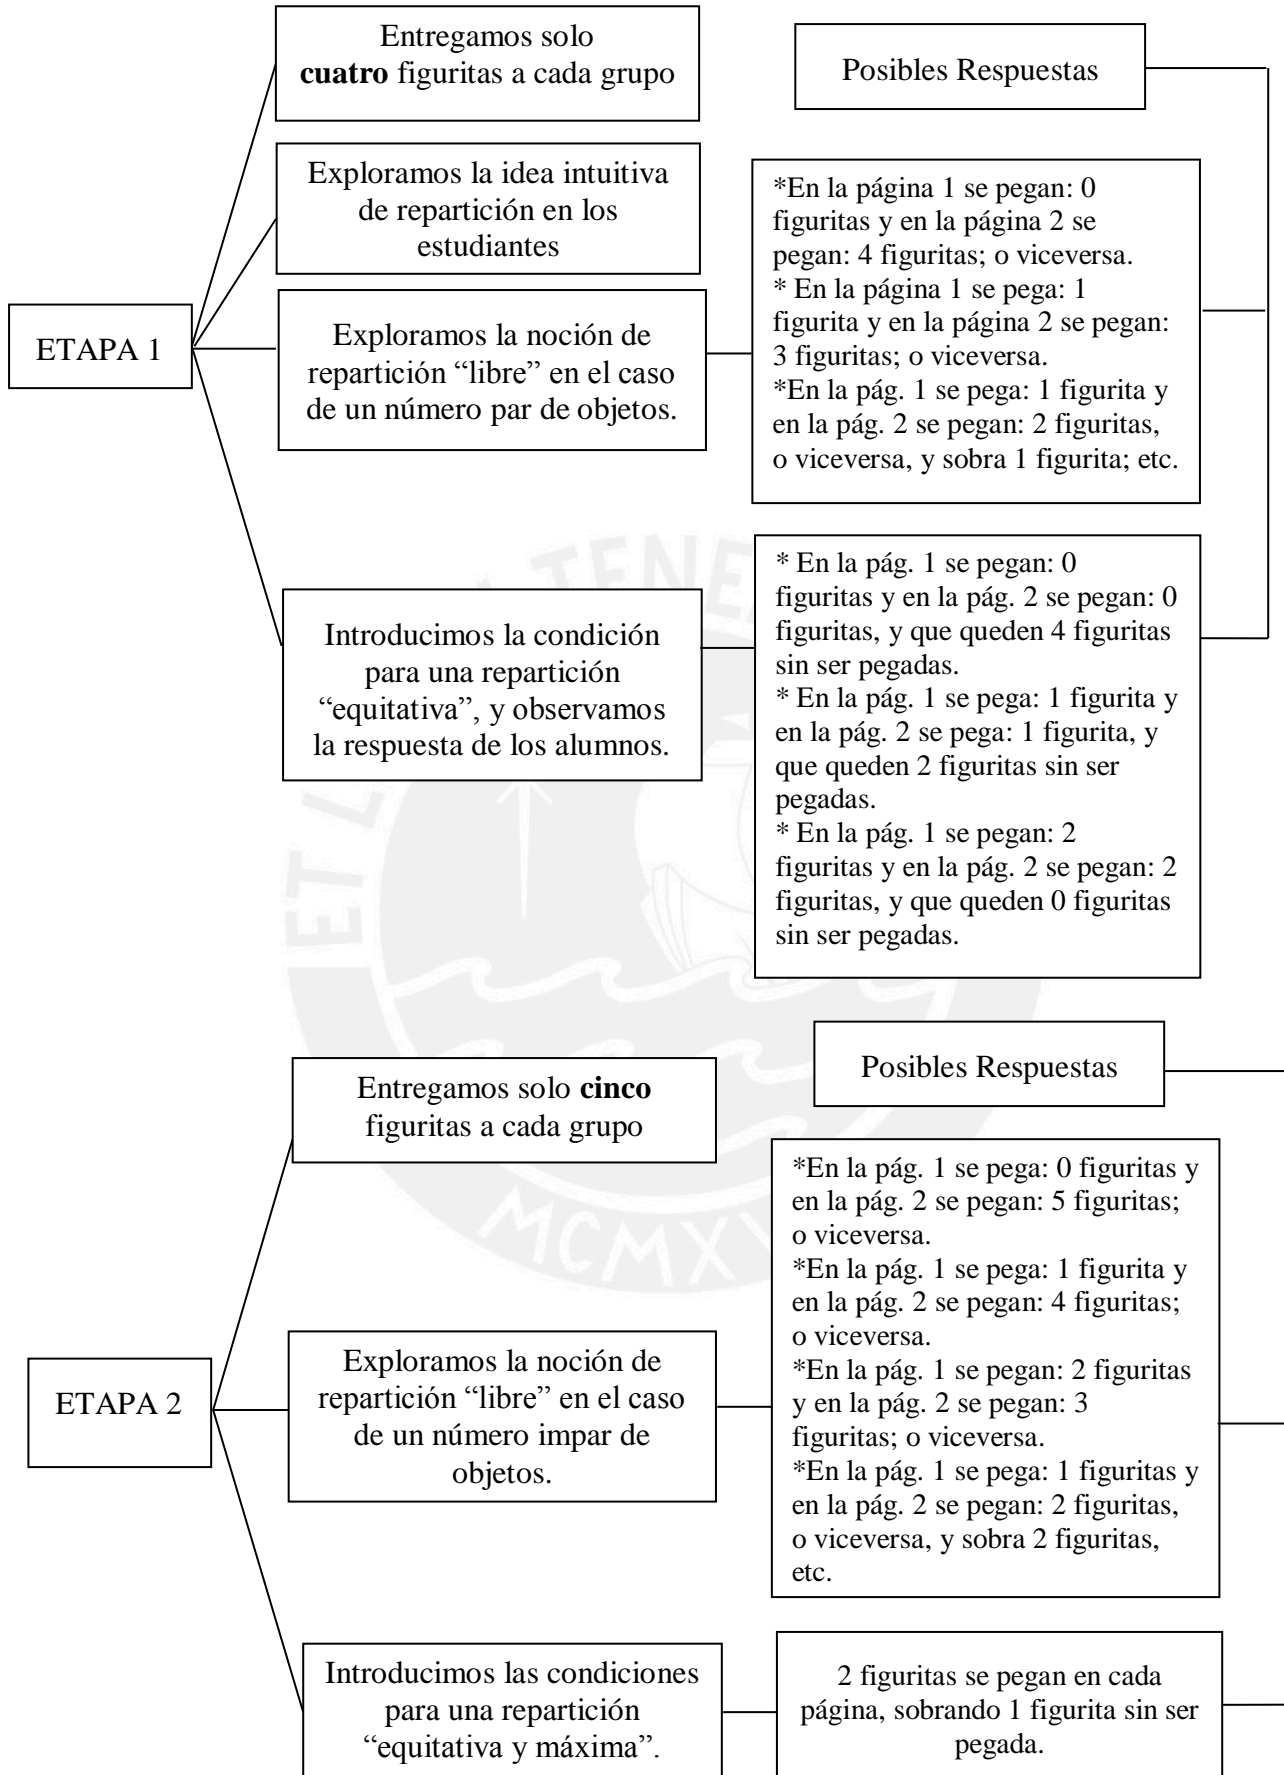 Entregamos solo
cuatro figuritas a cada grupo
Posibles Respuestas
Exploramos la idea intuitiva
de repartición en los
estudiantes
ETAPA 1
Exploramos la noción de
repartición “libre” en el caso
de un número par de objetos.
*En la página 1 se pegan: 0
figuritas y en la página 2 se
pegan: 4 figuritas; o viceversa.
* En la página 1 se pega: 1
figurita y en la página 2 se pegan:
3 figuritas; o viceversa.
*En la pág. 1 se pega: 1 figurita y
en la pág. 2 se pegan: 2 figuritas,
o viceversa, y sobra 1 figurita; etc.
Introducimos la condición
para una repartición
“equitativa”, y observamos
la respuesta de los alumnos.
* En la pág. 1 se pegan: 0
figuritas y en la pág. 2 se pegan: 0
figuritas, y que queden 4 figuritas
sin ser pegadas.
* En la pág. 1 se pega: 1 figurita y
en la pág. 2 se pega: 1 figurita, y
que queden 2 figuritas sin ser
pegadas.
* En la pág. 1 se pegan: 2
figuritas y en la pág. 2 se pegan: 2
figuritas, y que queden 0 figuritas
sin ser pegadas.
Entregamos solo cinco
figuritas a cada grupo
Posibles Respuestas
ETAPA 2
Exploramos la noción de
repartición “libre” en el caso
de un número impar de
objetos.
*En la pág. 1 se pega: 0 figuritas y
en la pág. 2 se pegan: 5 figuritas;
o viceversa.
*En la pág. 1 se pega: 1 figurita y
en la pág. 2 se pegan: 4 figuritas;
o viceversa.
*En la pág. 1 se pegan: 2 figuritas
y en la pág. 2 se pegan: 3
figuritas; o viceversa.
*En la pág. 1 se pega: 1 figuritas y
en la pág. 2 se pegan: 2 figuritas,
o viceversa, y sobra 2 figuritas,
etc.
Introducimos las condiciones
para una repartición
“equitativa y máxima”.
2 figuritas se pegan en cada
página, sobrando 1 figurita sin ser
pegada.